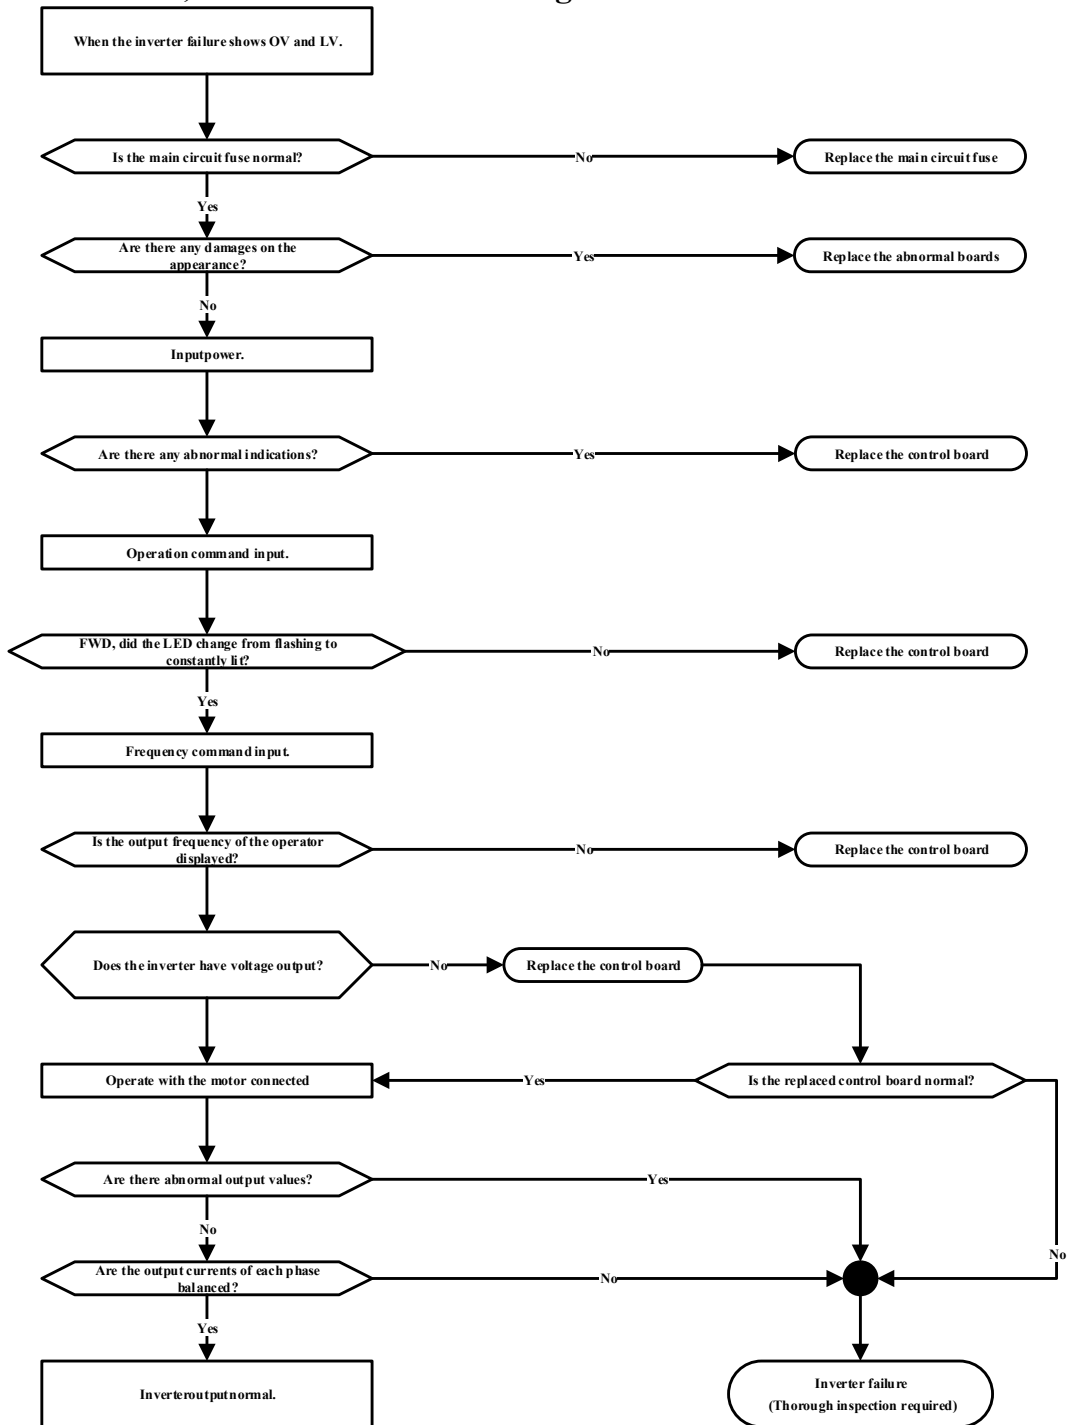 When the inverter failure shows OV and LV.
Is the main circuit fuse normal?
No
Replace the main circuit fuse
Yes
Are there any damages on the
appearance?
Yes
Replace the abnormal boards
No
Inputpower.
Are there any abnormal indications?
Yes
Replace the control board
Operation command input.
FWD, did the LED change from flashing to
constantly lit?
No
Replace the control board
Yes
Frequency command input.
Is the output frequency of the operator
displayed?
No
Replace the control board
Does the inverter have voltage output?
No
Replace the control board
Operate with the motor connected
Yes
Is the replaced control board normal?
Are there abnormal output values?
Yes
No
No
Are the output currents of each phase
balanced?
No
Yes
Inverteroutputnormal.
Inverter failure
(Thorough inspection required)